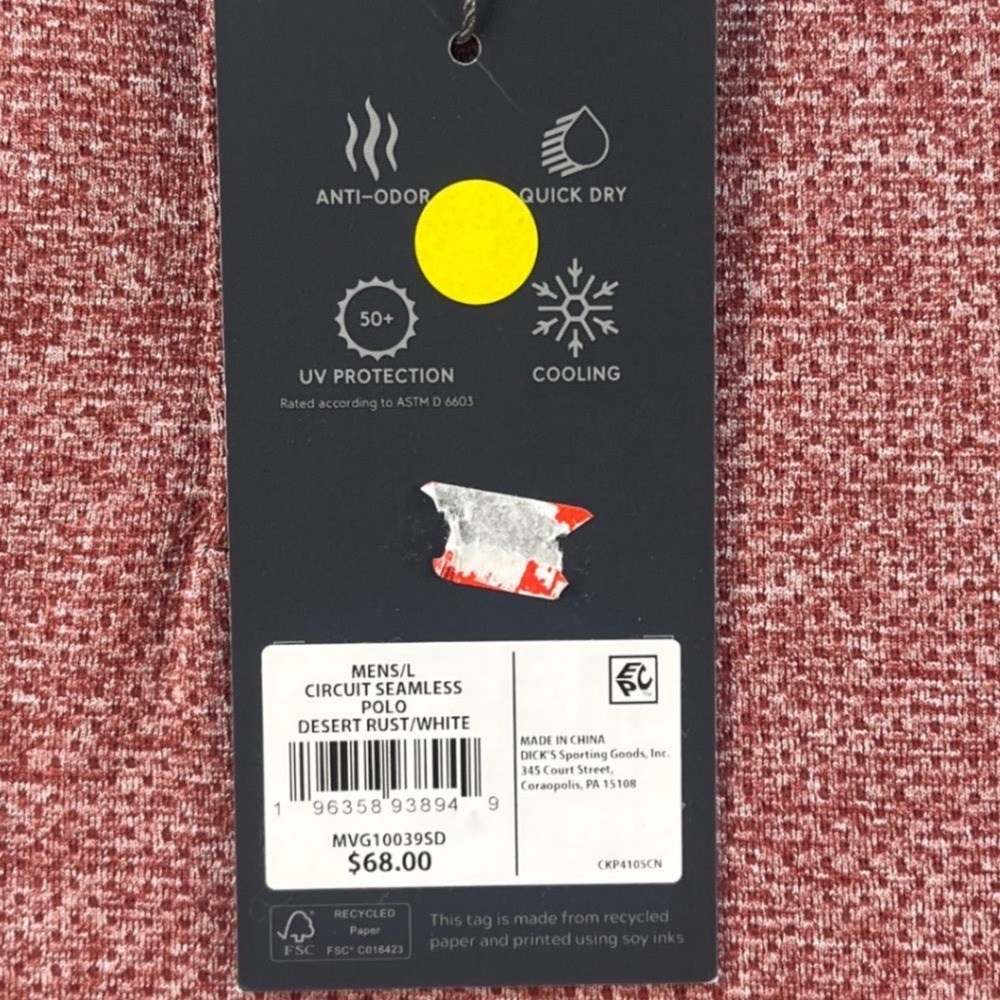 ANTI-ODOR
QUICK DRY
50+
UV PROTECTION
COOLING
Rated according to ASTM D 6603
MENS/L
CIRCUIT SEAMLESS
POLO
DESERT RUST/WHITE
1 96358 93894 9
MVG10039SD
$68.00
EPC
MADE IN CHINA
DICK'S Sporting Goods, Inc.
345 Court Street,
Coraopolis, PA 15108
CKP4105CN
FSC
RECYCLED
Paper
FSC® C016423
This tag is made from recycled
paper and printed using soy inks